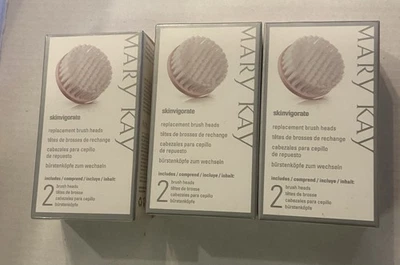 MARY KAY
skinvigorate
replacement brush heads
têtes de brosses de rechange
cabezales para cepillo
de repuesto
bürstenköpfe zum wechseln
includes / comprend / incluye / inhalt
2 brush heads
têtes de brosse
cabezales para cepillo
bürstenköpfe
MARY KAY
skinvigorate
replacement brush heads
têtes de brosses de rechange
cabezales para cepillo
de repuesto
bürstenköpfe zum wechseln
includes / comprend / incluye / inhalt
2 brush heads
têtes de brosse
cabezales para cepillo
bürstenköpfe
MARY KAY
skinvigorate
replacement brush heads
têtes de brosses de rechange
cabezales para cepillo
de repuesto
bürstenköpfe zum wechseln
includes / comprend / incluye / inhalt
2 brush heads
têtes de brosse
cabezales para cepillo
bürstenköpfe